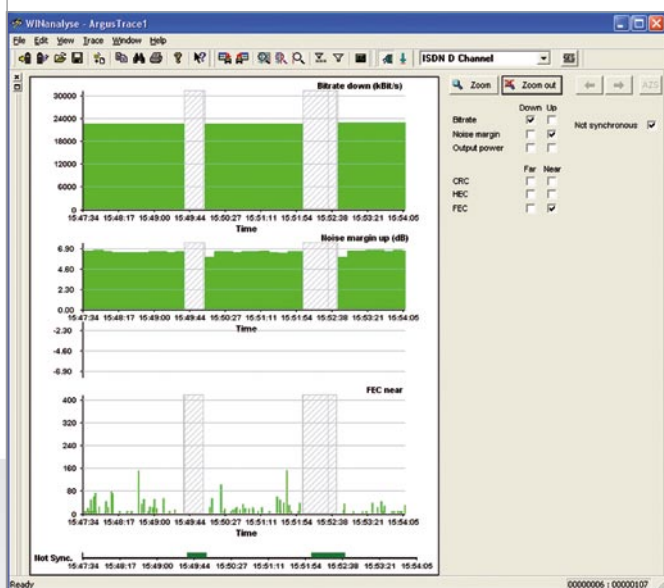 WINanalyse - ArgusTrace1
File Edit View Trace Window Help
ISDN D Channel
Zoom Zoom out AZS
Down Up
Bitrate
Noise margin
Output power
Not synchronous
Far Near
CRC
HEC
FEC
Bitrate down (kBit/s)
30000
24000
18000
12000
6000
0
15:47:34 15:48:17 15:49:00 15:49:44 15:50:27 15:51:11 15:51:54 15:52:38 15:53:21 15:54:05
Time
Noise margin up (dB)
6.90
4.60
2.30
0.00
15:47:34 15:48:17 15:49:00 15:49:44 15:50:27 15:51:11 15:51:54 15:52:38 15:53:21 15:54:05
Time
-2.30
-4.60
-6.90
FEC near
400
320
240
160
80
0
15:47:34 15:48:17 15:49:00 15:49:44 15:50:27 15:51:11 15:51:54 15:52:38 15:53:21 15:54:05
Time
Not Sync.
15:47:34 15:48:17 15:49:00 15:49:44 15:50:27 15:51:11 15:51:54 15:52:38 15:53:21 15:54:05
Ready
00000006 : 00000107